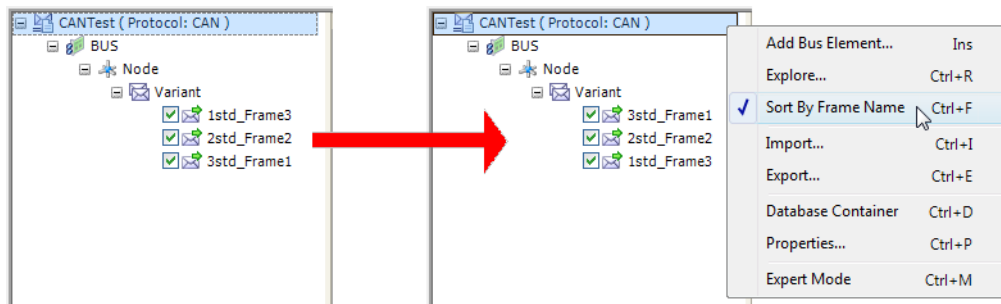 CANTest ( Protocol: CAN )
BUS
Node
Variant
1std_Frame3
2std_Frame2
3std_Frame1
CANTest ( Protocol: CAN )
BUS
Node
Variant
3std_Frame1
2std_Frame2
1std_Frame3
Add Bus Element... Ins
Explore... Ctrl+R
Sort By Frame Name Ctrl+F
Import... Ctrl+I
Export... Ctrl+E
Database Container Ctrl+D
Properties... Ctrl+P
Expert Mode Ctrl+M